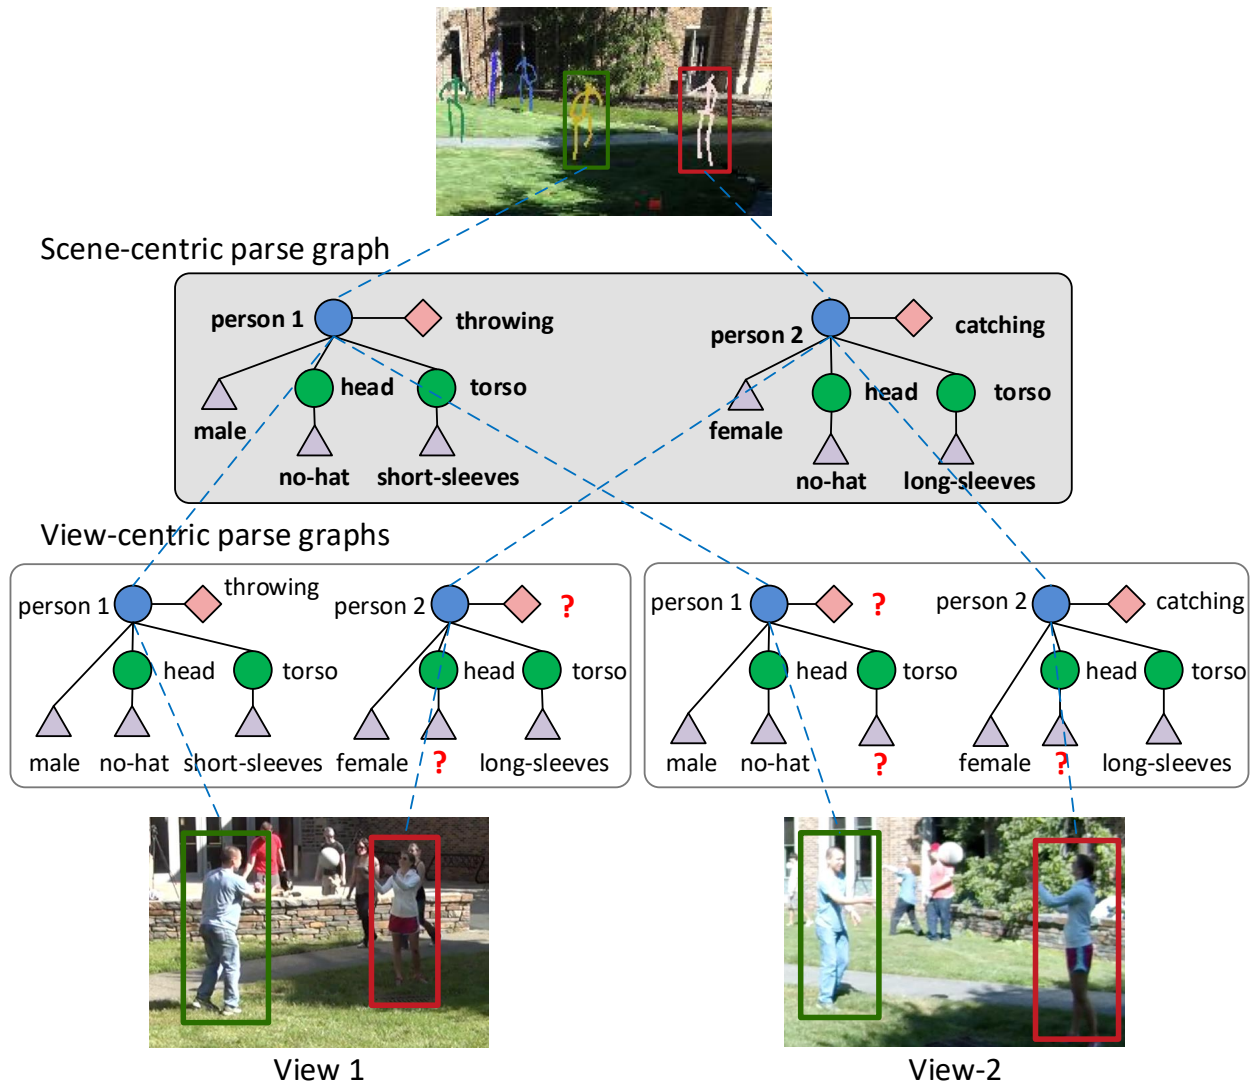 Scene-centric parse graph
person 1 throwing person 2 catching
head torso head torso
male female
no-hat short-sleeves no-hat long-sleeves
View-centric parse graphs
person 1 throwing person 2 ? person 1 ? person 2 catching
head torso head torso head torso head torso
male no-hat short-sleeves female ? long-sleeves male no-hat ? female ? long-sleeves
View 1 View-2